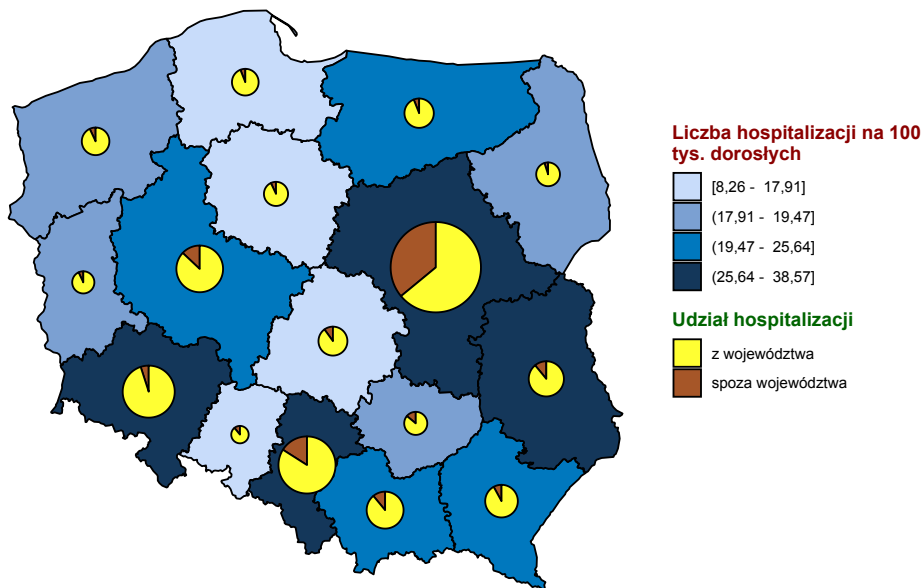 Liczba hospitalizacji na 100
tys. dorosłych
[8,26 - 17,91]
(17,91 - 19,47]
(19,47 - 25,64]
(25,64 - 38,57]
Udział hospitalizacji
z województwa
spoza województwa